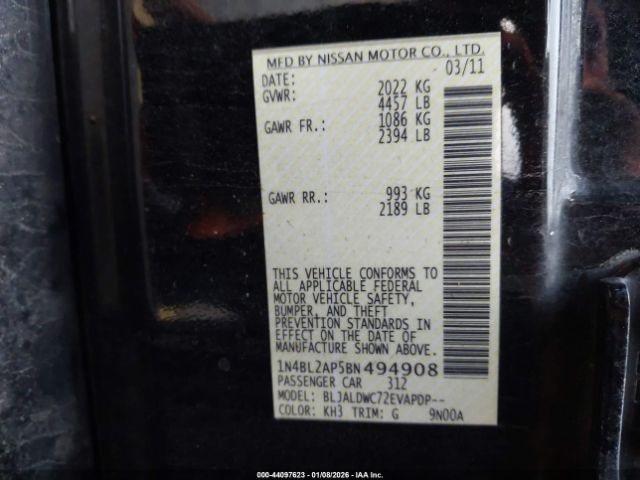 MFD BY NISSAN MOTOR CO., LTD.
DATE: 03/11
GVWR: 2022 KG
4457 LB
GAWR FR.: 1086 KG
2394 LB
GAWR RR.: 993 KG
2189 LB
THIS VEHICLE CONFORMS TO
ALL APPLICABLE FEDERAL
MOTOR VEHICLE SAFETY,
BUMPER, AND THEFT
PREVENTION STANDARDS IN
EFFECT ON THE DATE OF
MANUFACTURE SHOWN ABOVE.
1N4BL2AP5BN494908
PASSENGER CAR 312
MODEL: BLJALDWC72EVAPDP--
COLOR: KH3 TRIM: G 9N00A
000-44097623 - 01/08/2026 - IAAI.COM